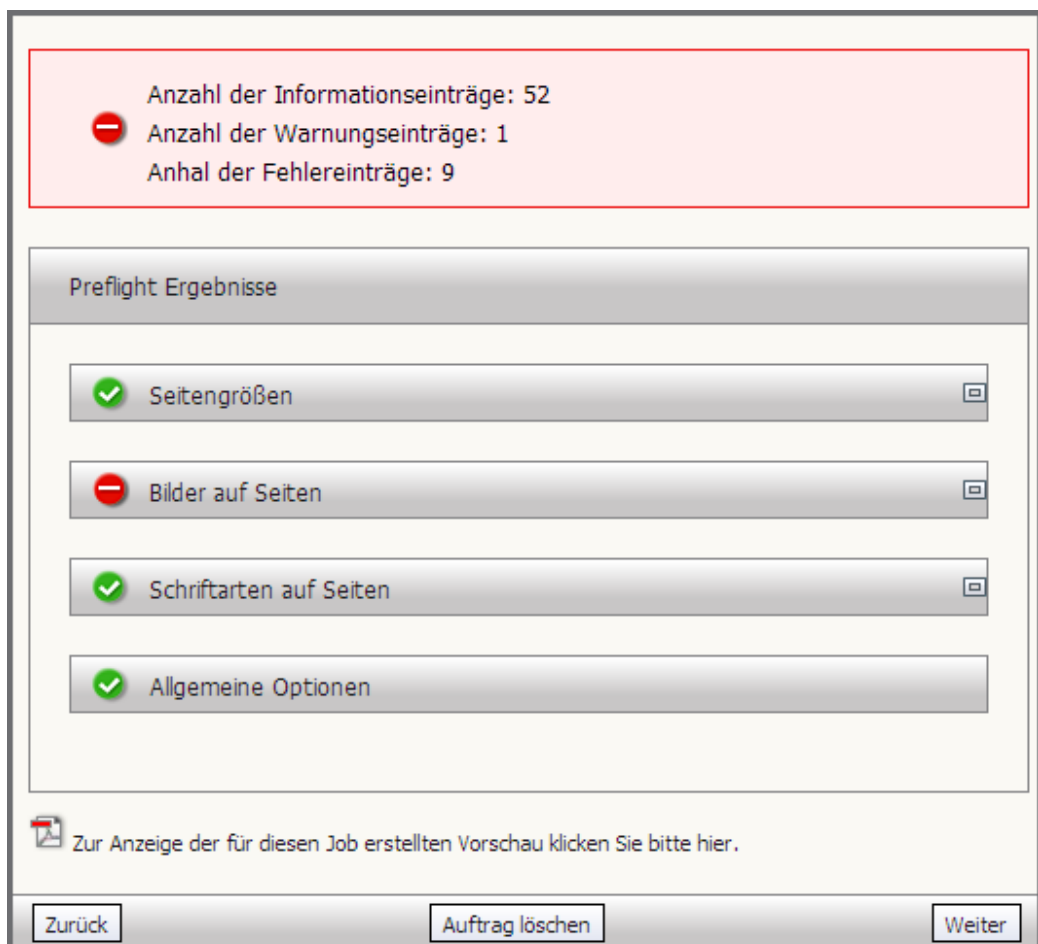 Anzahl der Informationseinträge: 52
Anzahl der Warnungseinträge: 1
Anhal der Fehlereinträge: 9
Preflight Ergebnisse
Seitengrößen
Bilder auf Seiten
Schriftarten auf Seiten
Allgemeine Optionen
Zur Anzeige der für diesen Job erstellten Vorschau klicken Sie bitte hier.
Zurück Auftrag löschen Weiter